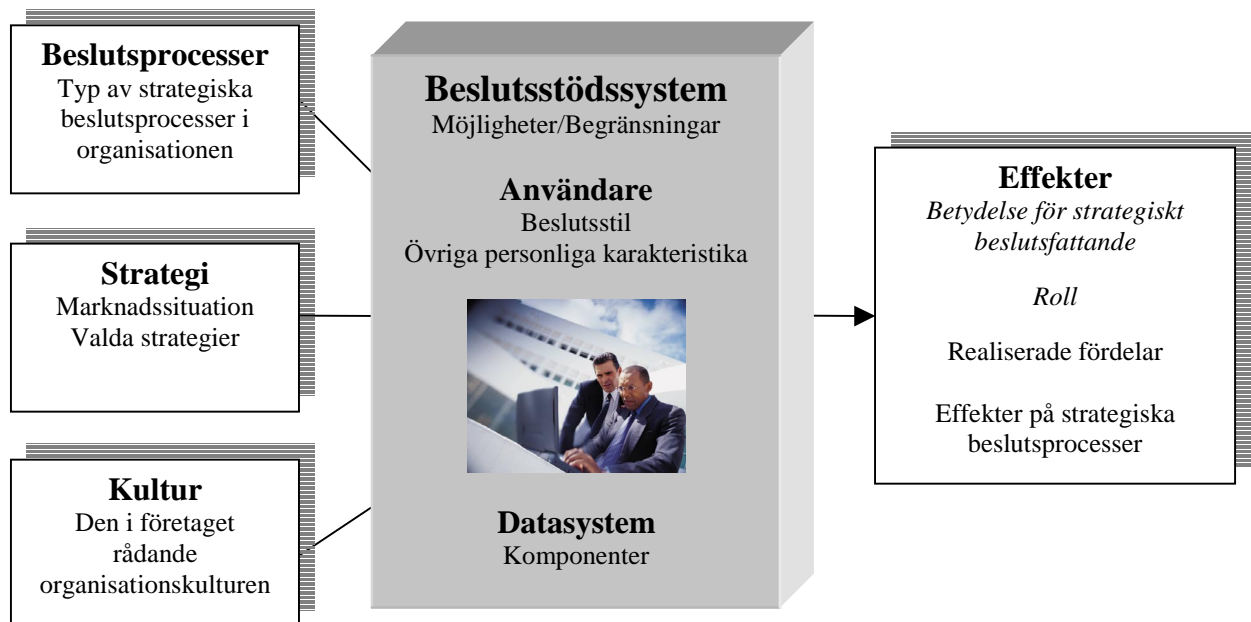 Beslutsprocesser
Typ av strategiska
beslutsprocesser i
organisationen
Strategi
Marknadssituation
Valda strategier
Kultur
Den i företaget
rådande
organisationskulturen
Beslutsstödssystem
Möjligheter/Begränsningar
Användare
Beslutsstil
Övriga personliga karakteristika
Datasystem
Komponenter
Effekter
Betydelse för strategiskt
beslutsfattande
Roll
Realiserade fördelar
Effekter på strategiska
beslutsprocesser